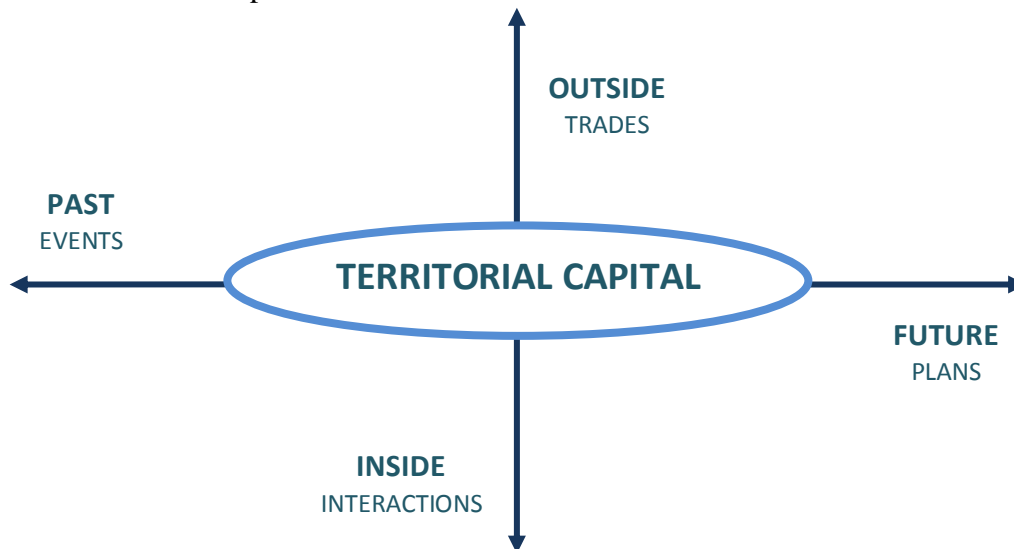 OUTSIDE
TRADES
PAST
EVENTS
TERRITORIAL CAPITAL
FUTURE
PLANS
INSIDE
INTERACTIONS